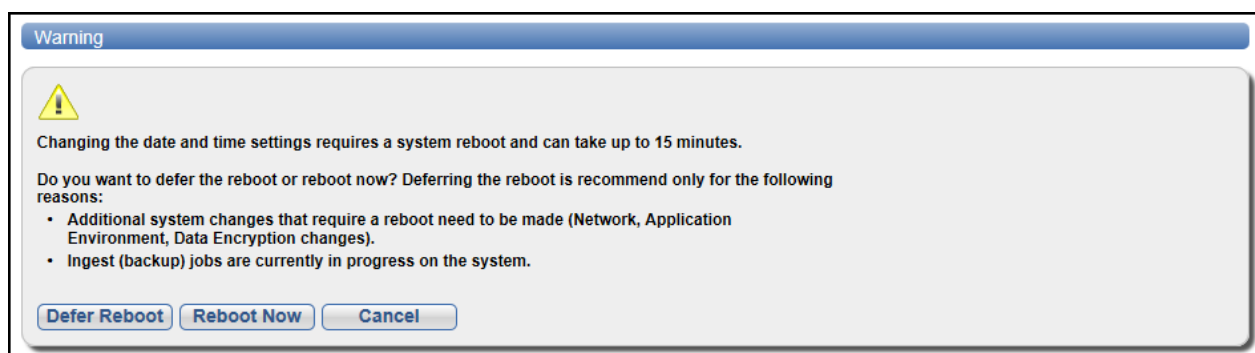 Warning
Changing the date and time settings requires a system reboot and can take up to 15 minutes.
Do you want to defer the reboot or reboot now? Deferring the reboot is recommend only for the following
reasons:
• Additional system changes that require a reboot need to be made (Network, Application
Environment, Data Encryption changes).
• Ingest (backup) jobs are currently in progress on the system.
Defer Reboot Reboot Now Cancel